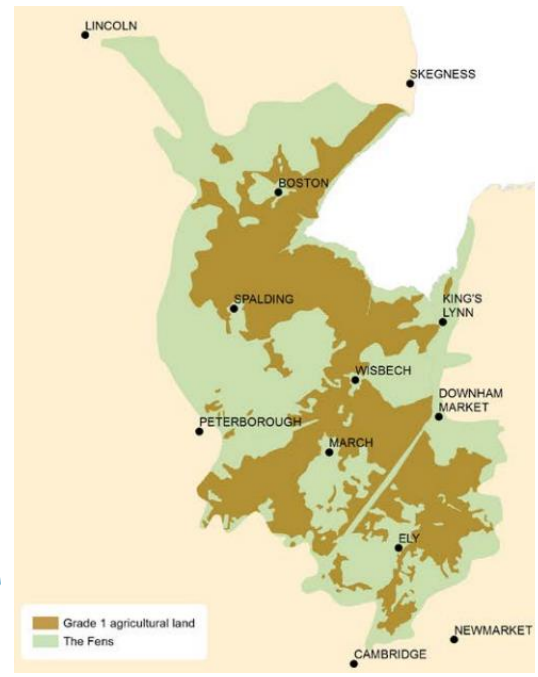 LINCOLN
SKEGNESS
BOSTON
SPALDING
KING'S
LYNN
WISBECH
DOWNHAM
MARKET
PETERBOROUGH
MARCH
ELY
Grade 1 agricultural land
The Fens
NEWMARKET
CAMBRIDGE